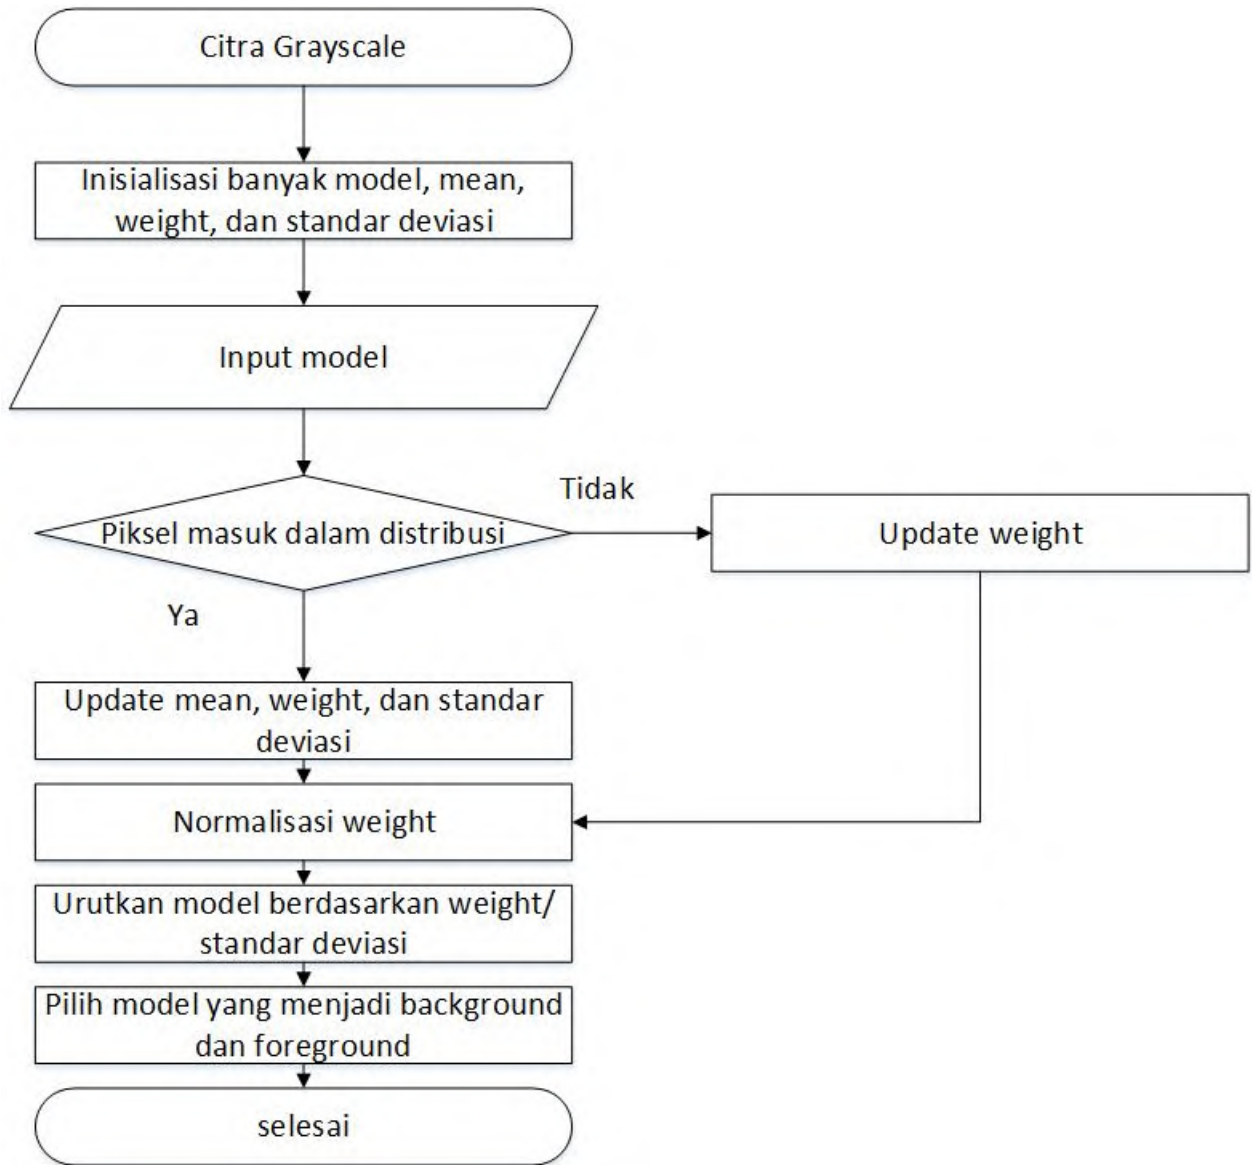 Citra Grayscale
Inisialisasi banyak model, mean,
weight, dan standar deviasi
Input model
Piksel masuk dalam distribusi
Tidak
Update weight
Ya
Update mean, weight, dan standar
deviasi
Normalisasi weight
Urutkan model berdasarkan weight/
standar deviasi
Pilih model yang menjadi background
dan foreground
selesai